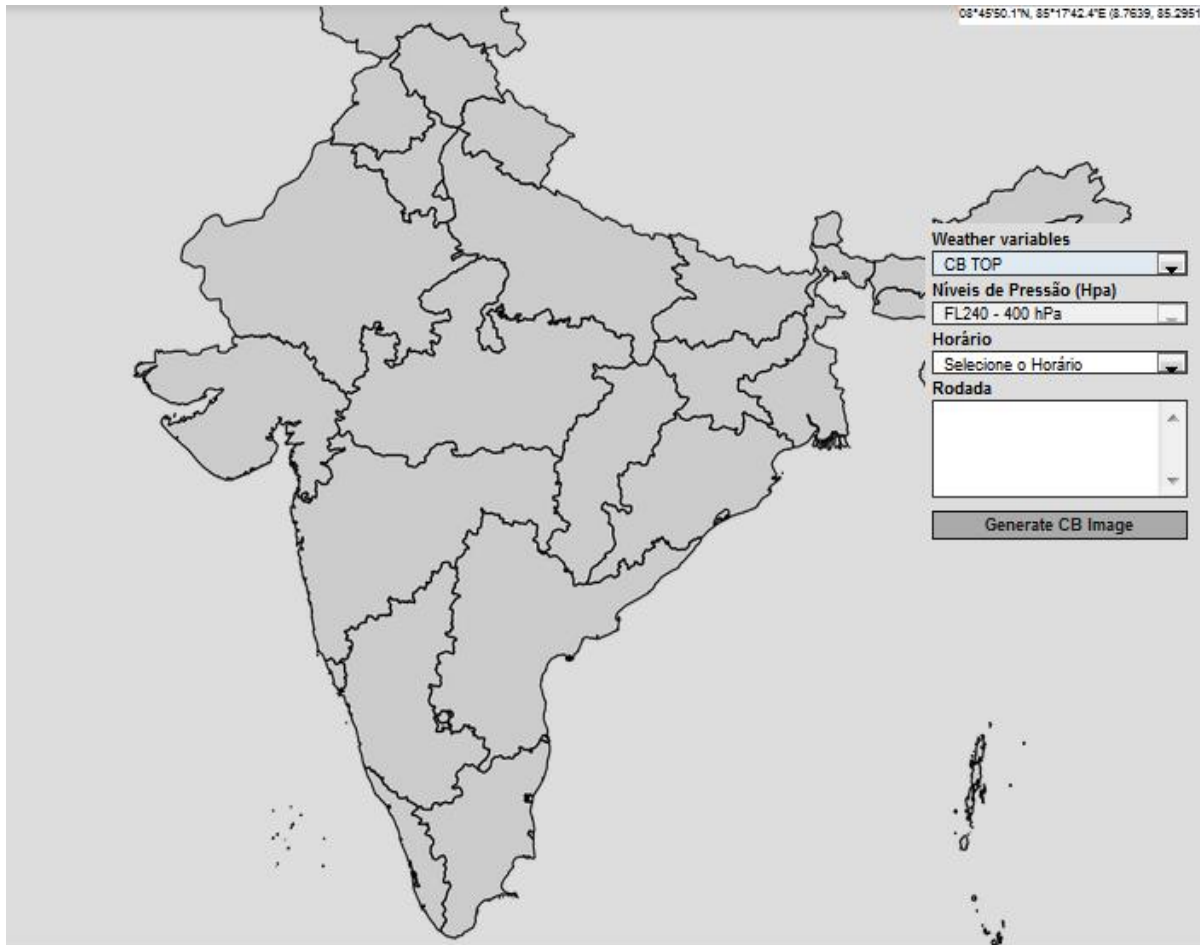 08°45'50.1"N, 85°17'42.4"E (8.7639, 85.2951
Weather variables
CB TOP
Níveis de Pressão (Hpa)
FL240 - 400 hPa
Horário
Selecione o Horário
Rodada
Generate CB Image